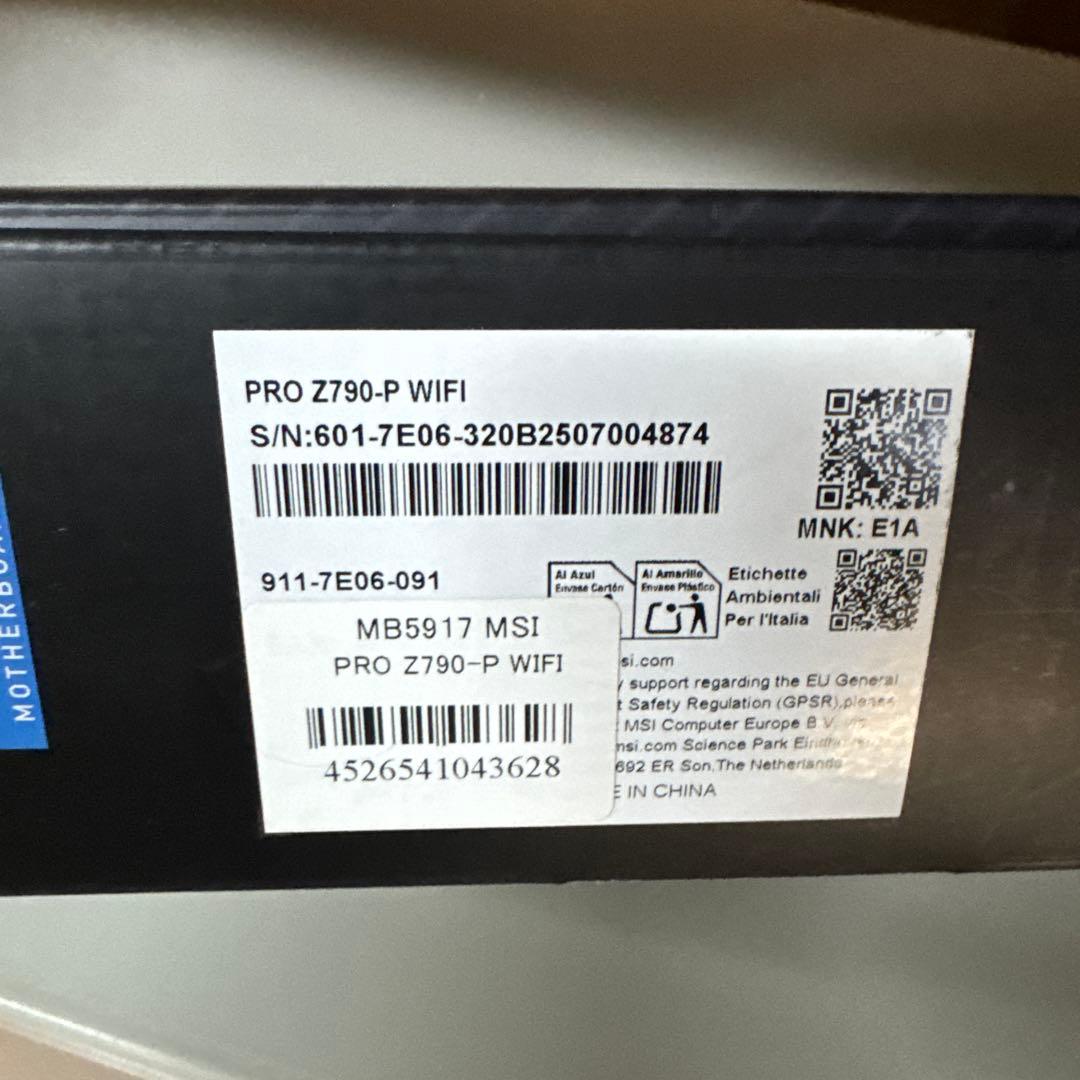 PRO Z790-P WIFI
S/N:601-7E06-320B2507004874
MNK: E1A
911-7E06-091
Al Azul
Envase Cartón
Al Amarillo
Envase Plástico
Etichette
Ambientali
Per l'Italia
MB5917 MSI
PRO Z790-P WIFI
4526541043628
si.com
support regarding the EU General
t Safety Regulation (GPSR),please
MSI Computer Europe B.V.
msi.com Science Park
692 ER Son,The Netherlands
E IN CHINA
MOTHERBOA